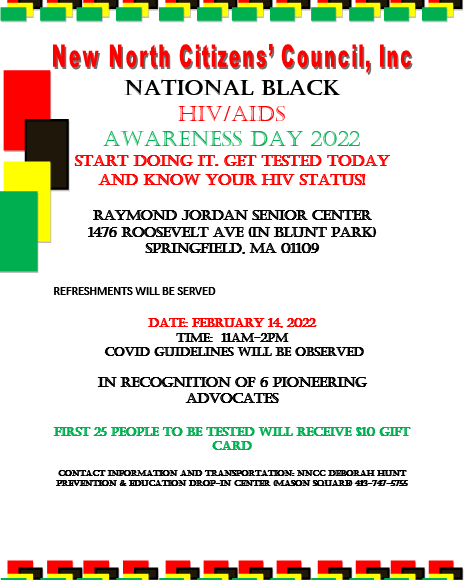 New North Citizens' Council, Inc
NATIONAL BLACK
HIV/AIDS
AWARENESS DAY 2022
START DOING IT. GET TESTED TODAY
AND KNOW YOUR HIV STATUS!
RAYMOND JORDAN SENIOR CENTER
1476 ROOSEVELT AVE (IN BLUNT PARK)
SPRINGFIELD, MA 01109
REFRESHMENTS WILL BE SERVED
DATE: FEBRUARY 14, 2022
TIME: 11AM-2PM
COVID GUIDELINES WILL BE OBSERVED
IN RECOGNITION OF 6 PIONEERING
ADVOCATES
FIRST 25 PEOPLE TO BE TESTED WILL RECEIVE $10 GIFT
CARD
CONTACT INFORMATION AND TRANSPORTATION: NNCC DEBORAH HUNT
PREVENTION & EDUCATION DROP-IN CENTER (MASON SQUARE) 413-747-5755